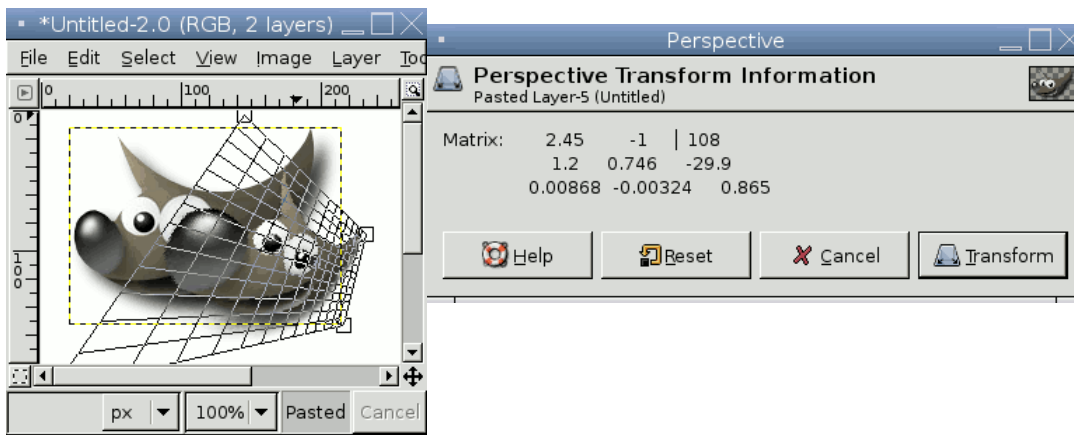 *Untitled-2.0 (RGB, 2 layers)
File Edit Select View Image Layer Too
0 100 200
0
100
px 100% Pasted Cancel
Perspective
Perspective Transform Information
Pasted Layer-5 (Untitled)
Matrix: 2.45 -1 108
1.2 0.746 -29.9
0.00868 -0.00324 0.865
Help Reset Cancel Transform